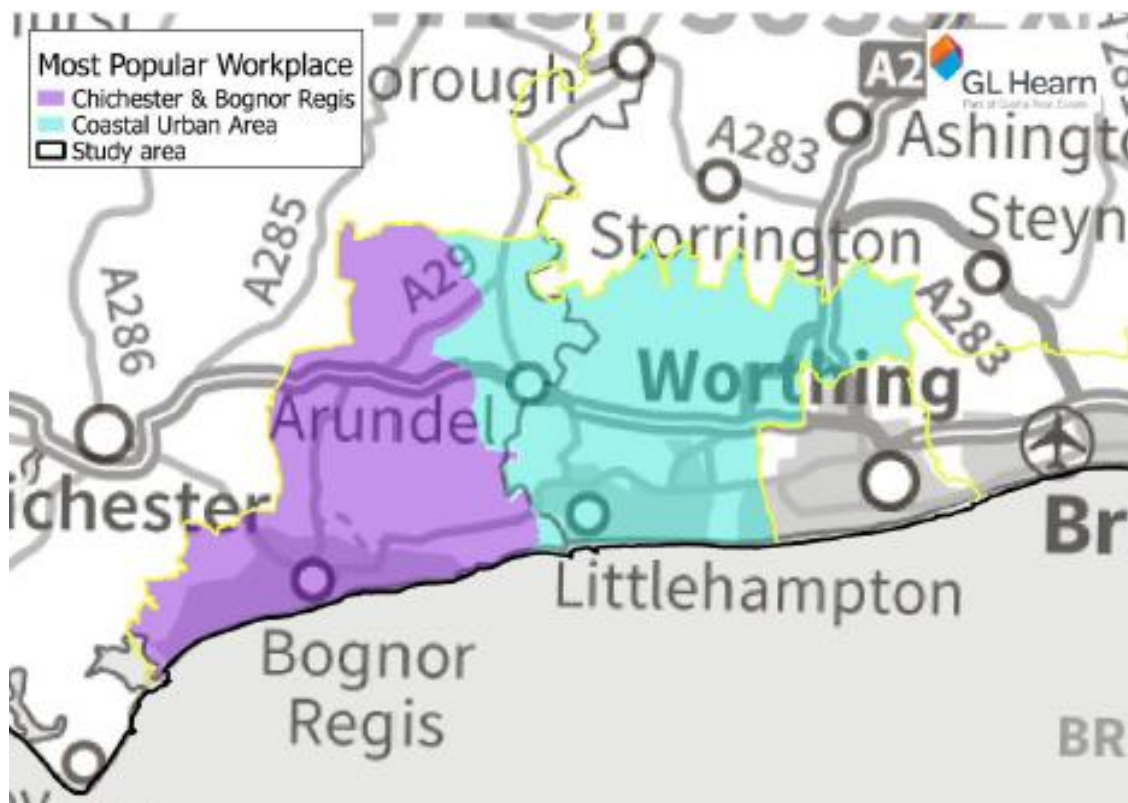 Most Popular Workplace
Chichester & Bognor Regis
Coastal Urban Area
Study area
GL Hearn
orough
A2
A283
Ashingto
A285
Storrington
Steyn
A29
A286
A283
Worthing
Arundel
ichester
Br
Littlehampton
Bognor
Regis
BR